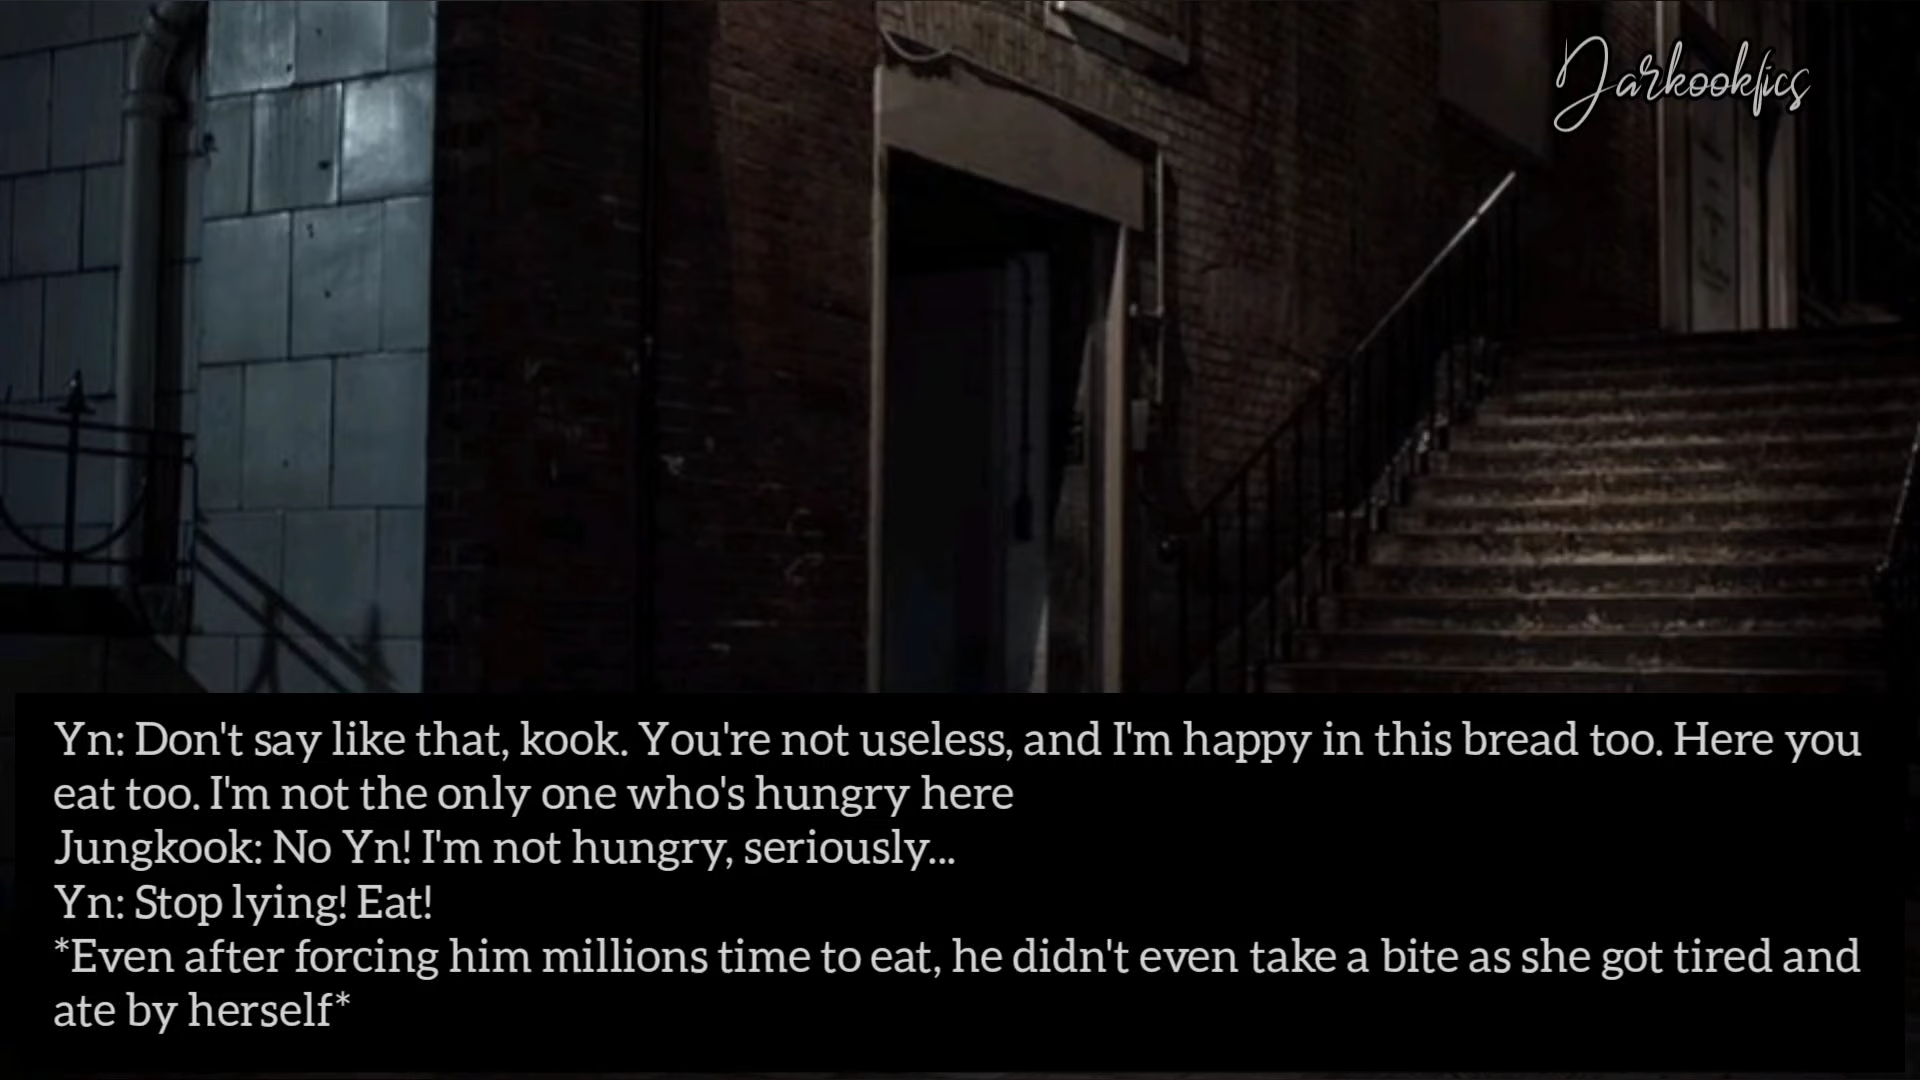 Darkookfics
Yn: Don't say like that, kook. You're not useless, and I'm happy in this bread too. Here you
eat too. I'm not the only one who's hungry here
Jungkook: No Yn! I'm not hungry, seriously...
Yn: Stop lying! Eat!
*Even after forcing him millions time to eat, he didn't even take a bite as she got tired and
ate by herself*